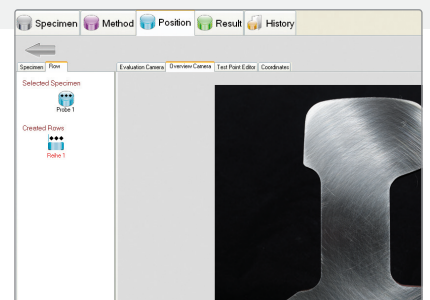 Specimen Method Position Result History
Specimen Row Evaluation Camera Overview Camera Test Point Editor Coordinates
Selected Specimen
Probe 1
Created Rows
Reihe 1